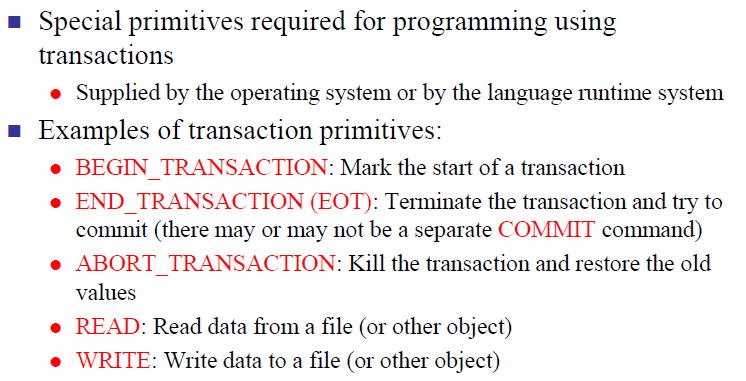 Special primitives required for programming using
transactions
Supplied by the operating system or by the language runtime system
Examples of transaction primitives:
BEGIN_TRANSACTION: Mark the start of a transaction
END_TRANSACTION (EOT): Terminate the transaction and try to
commit (there may or may not be a separate COMMIT command)
ABORT_TRANSACTION: Kill the transaction and restore the old
values
READ: Read data from a file (or other object)
WRITE: Write data to a file (or other object)